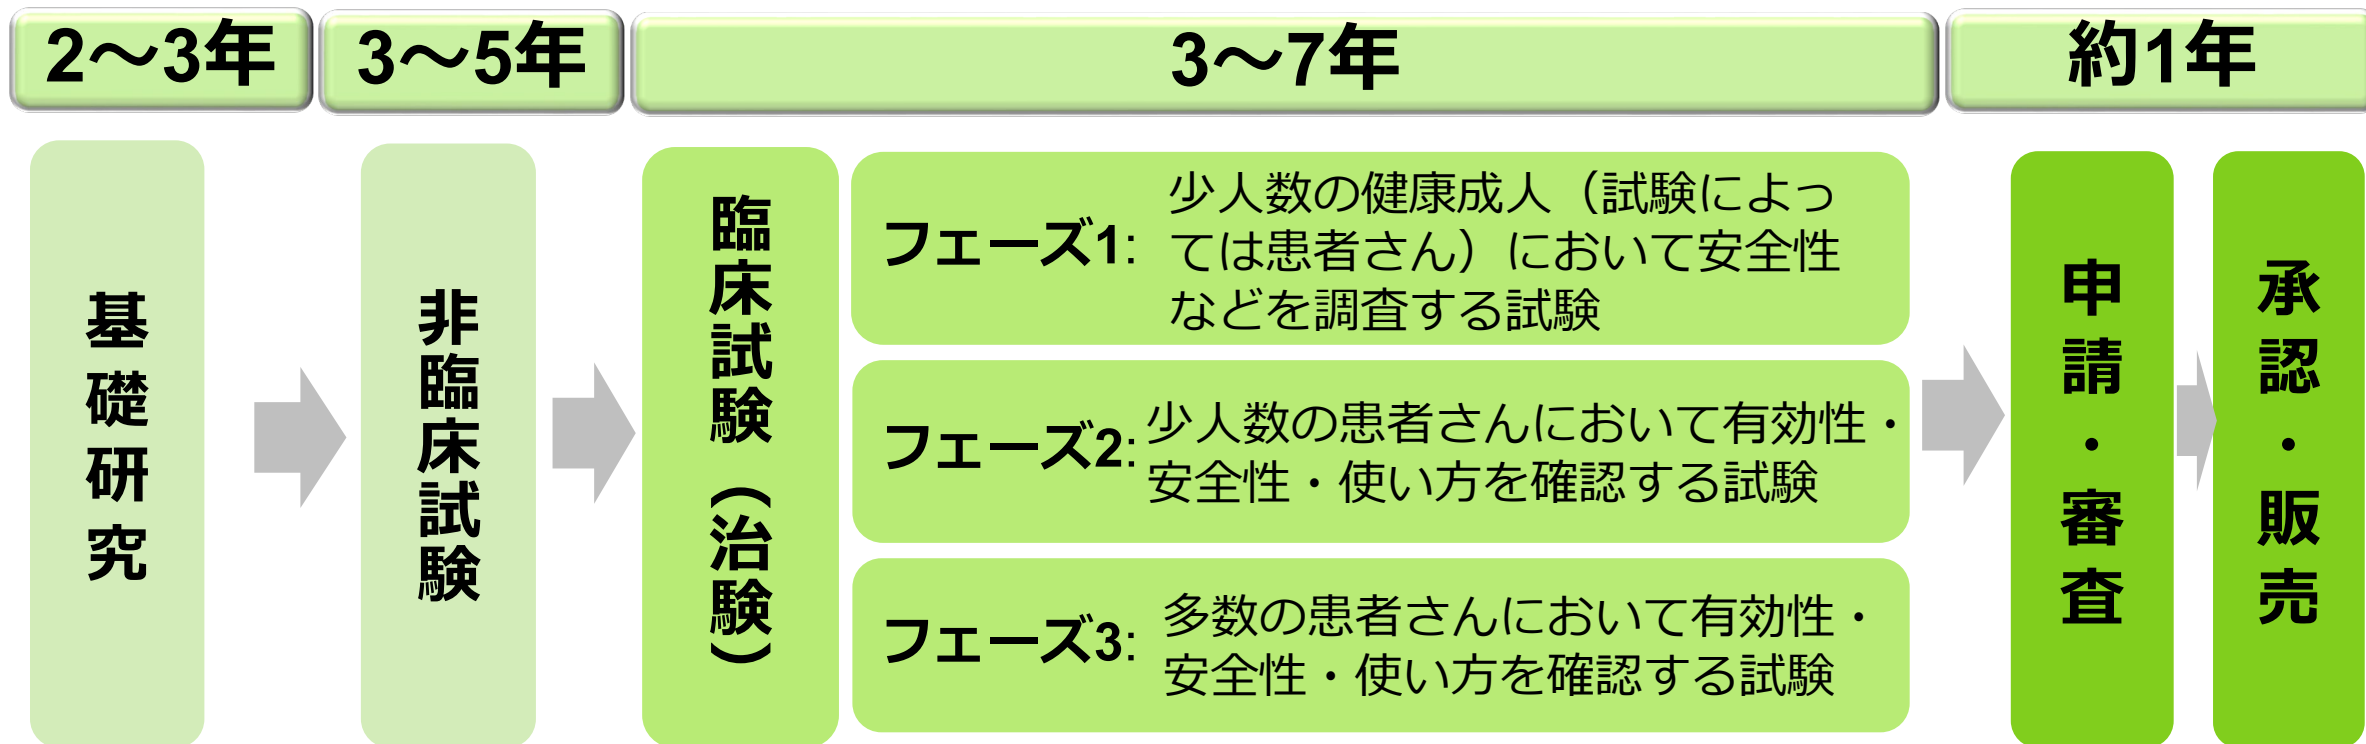 2～3年
3～5年
3～7年
約1年
基礎研究
非臨床試験
臨床試験（治験）
フェーズ1:
少人数の健康成人（試験によっ
ては患者さん）において安全性
などを調査する試験
フェーズ2:
少人数の患者さんにおいて有効性・
安全性・使い方を確認する試験
フェーズ3:
多数の患者さんにおいて有効性・
安全性・使い方を確認する試験
申請・審査
承認・販売